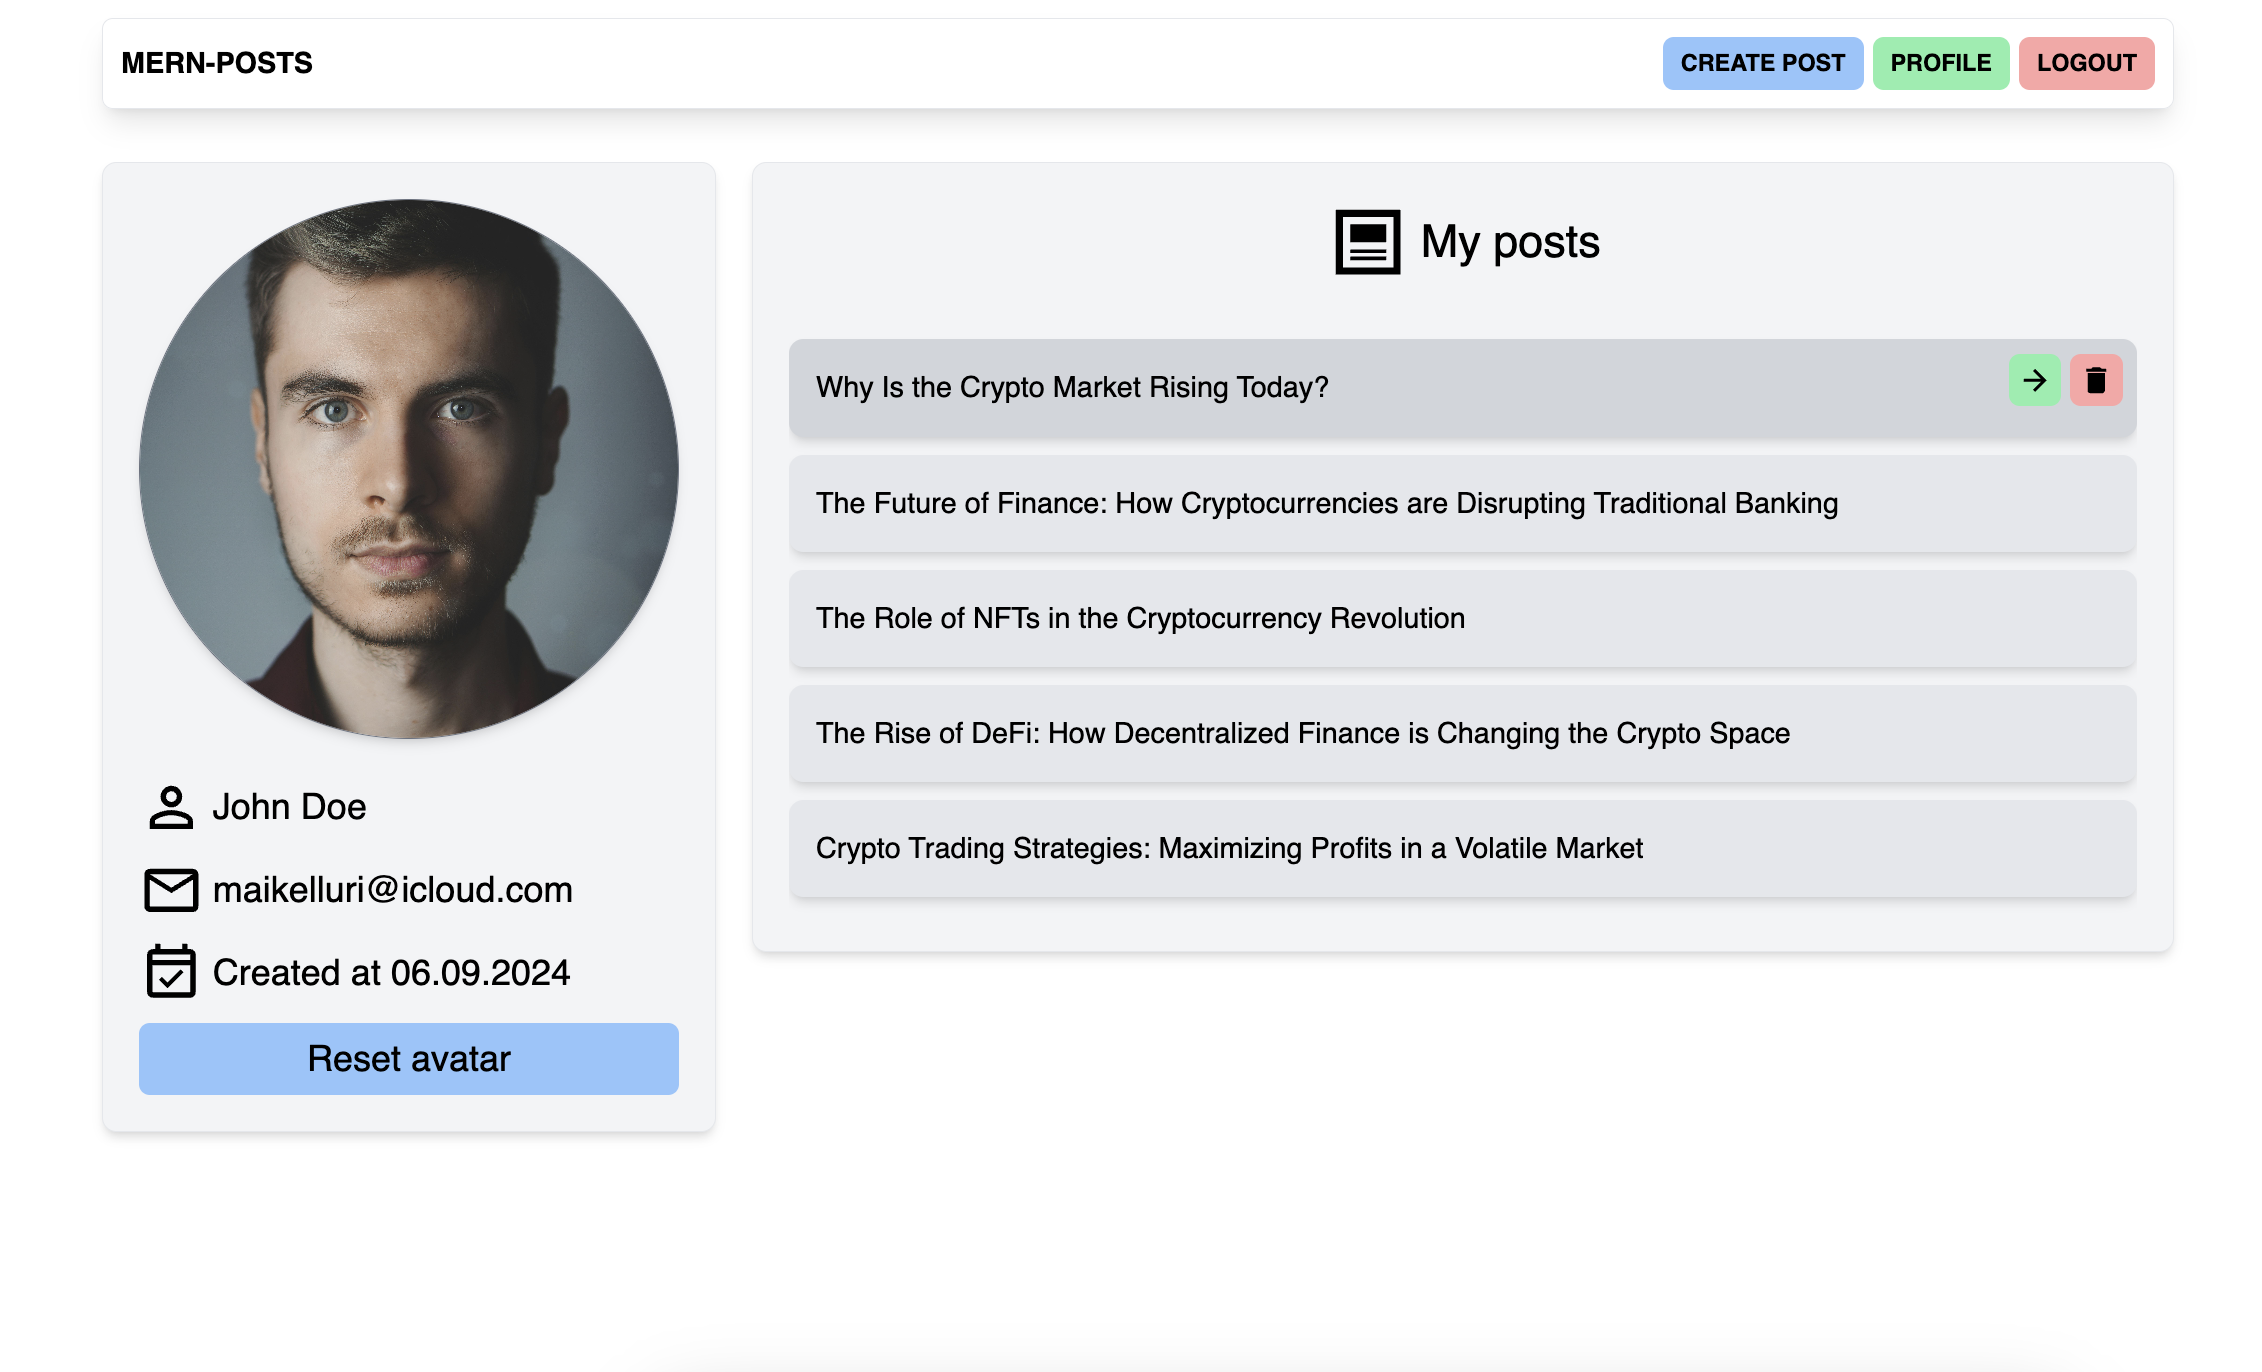 MERN-POSTS
CREATE POST
PROFILE
LOGOUT
John Doe
maikelluri@icloud.com
Created at 06.09.2024
Reset avatar
My posts
Why Is the Crypto Market Rising Today?
The Future of Finance: How Cryptocurrencies are Disrupting Traditional Banking
The Role of NFTs in the Cryptocurrency Revolution
The Rise of DeFi: How Decentralized Finance is Changing the Crypto Space
Crypto Trading Strategies: Maximizing Profits in a Volatile Market